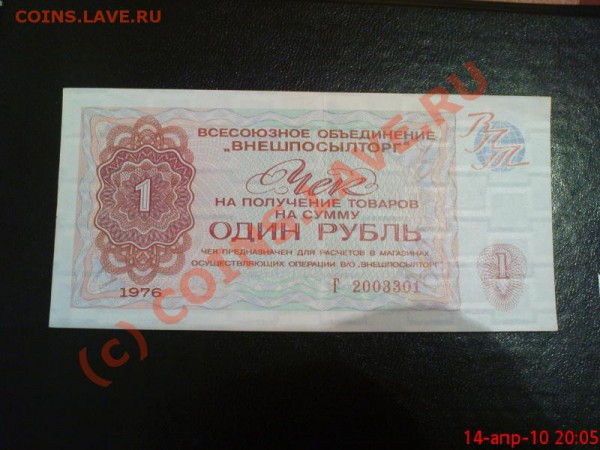 COINS.LAVE.RU
ВСЕСОЮЗНОЕ ОБЪЕДИНЕНИЕ
„ВНЕШПОСЫЛТОРГ"
ВПТ
Чек
НА ПОЛУЧЕНИЕ ТОВАРОВ
НА СУММУ
1
ОДИН РУБЛЬ
ЧЕК ПРЕДНАЗНАЧЕН ДЛЯ РАСЧЕТОВ В МАГАЗИНАХ,
ОСУЩЕСТВЛЯЮЩИХ ОПЕРАЦИИ В/О „ВНЕШПОСЫЛТОРГ"
1
1976
Г 2003301
(c) COINS.LAVE.RU
14-апр-10 20:05